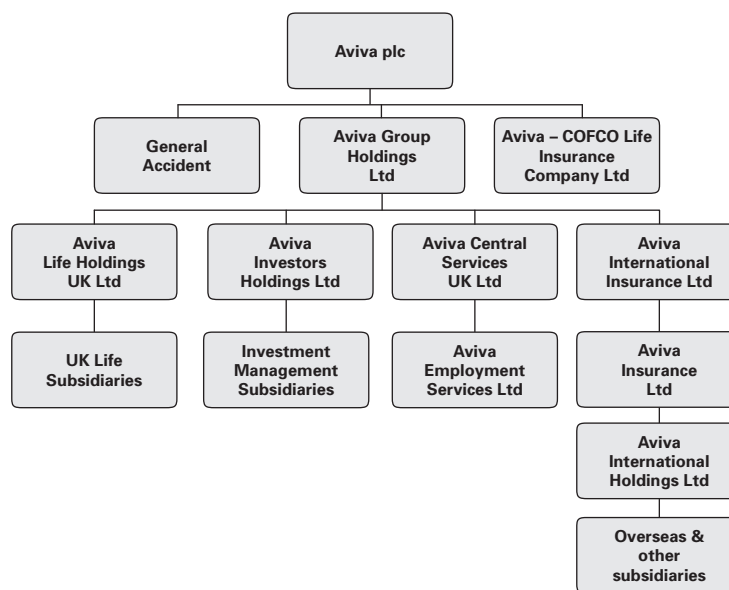 Aviva plc
General
Accident
Aviva Group
Holdings
Ltd
Aviva – COFCO Life
Insurance
Company Ltd
Aviva
Life Holdings
UK Ltd
Aviva
Investors
Holdings Ltd
Aviva Central
Services
UK Ltd
Aviva
International
Insurance Ltd
UK Life
Subsidiaries
Investment
Management
Subsidiaries
Aviva
Employment
Services Ltd
Aviva
Insurance
Ltd
Aviva
International
Holdings Ltd
Overseas &
other
subsidiaries